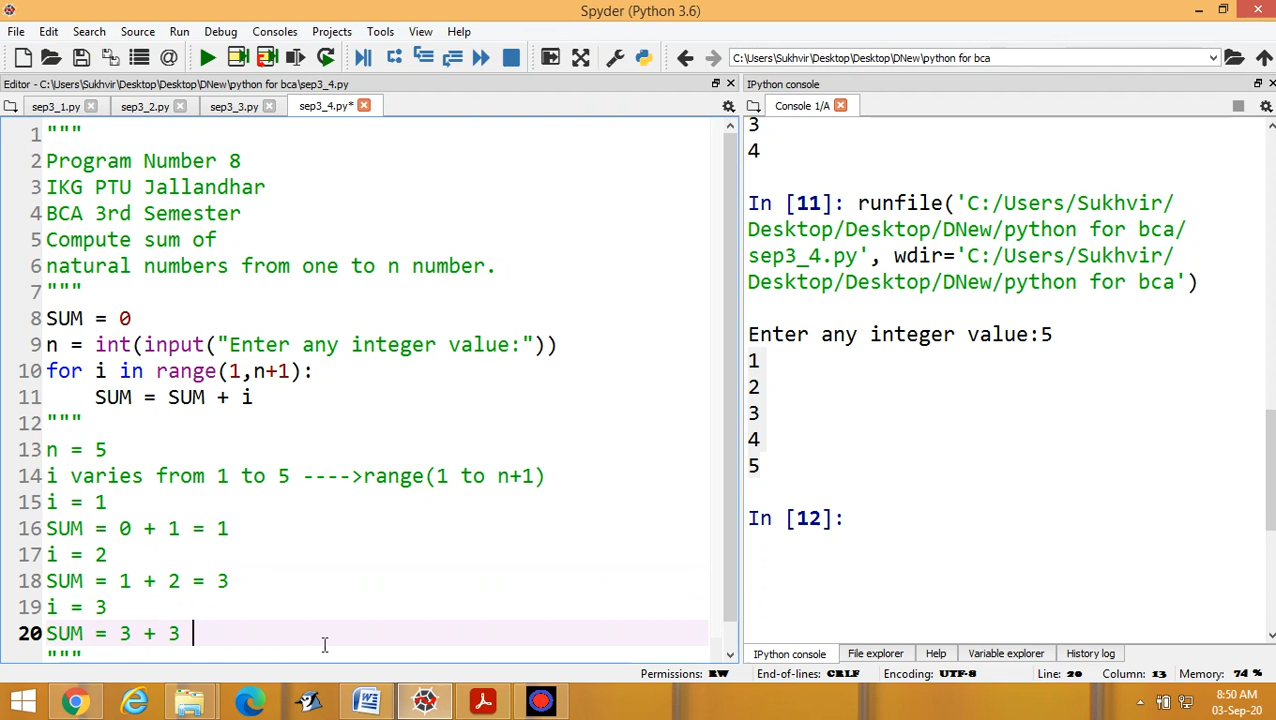 Spyder (Python 3.6)
File Edit Search Source Run Debug Consoles Projects Tools View Help
C:\Users\Sukhvir\Desktop\Desktop\DNew\python for bca
Editor - C:\Users\Sukhvir\Desktop\Desktop\DNew\python for bca\sep3_4.py
sep3_1.py sep3_2.py sep3_3.py sep3_4.py*
1 """
2 Program Number 8
3 IKG PTU Jallandhar
4 BCA 3rd Semester
5 Compute sum of
6 natural numbers from one to n number.
7 """
8 SUM = 0
9 n = int(input("Enter any integer value:"))
10 for i in range(1,n+1):
11     SUM = SUM + i
12 """
13 n = 5
14 i varies from 1 to 5 ---->range(1 to n+1)
15 i = 1
16 SUM = 0 + 1 = 1
17 i = 2
18 SUM = 1 + 2 = 3
19 i = 3
20 SUM = 3 + 3
"""
IPython console
Console 1/A
3
4
In [11]: runfile('C:/Users/Sukhvir/
Desktop/Desktop/DNew/python for bca/
sep3_4.py', wdir='C:/Users/Sukhvir/
Desktop/Desktop/DNew/python for bca')
Enter any integer value:5
1
2
3
4
5
In [12]:
IPython console File explorer Help Variable explorer History log
Permissions: RW End-of-lines: CRLF Encoding: UTF-8 Line: 20 Column: 13 Memory: 74 %
8:50 AM
03-Sep-20